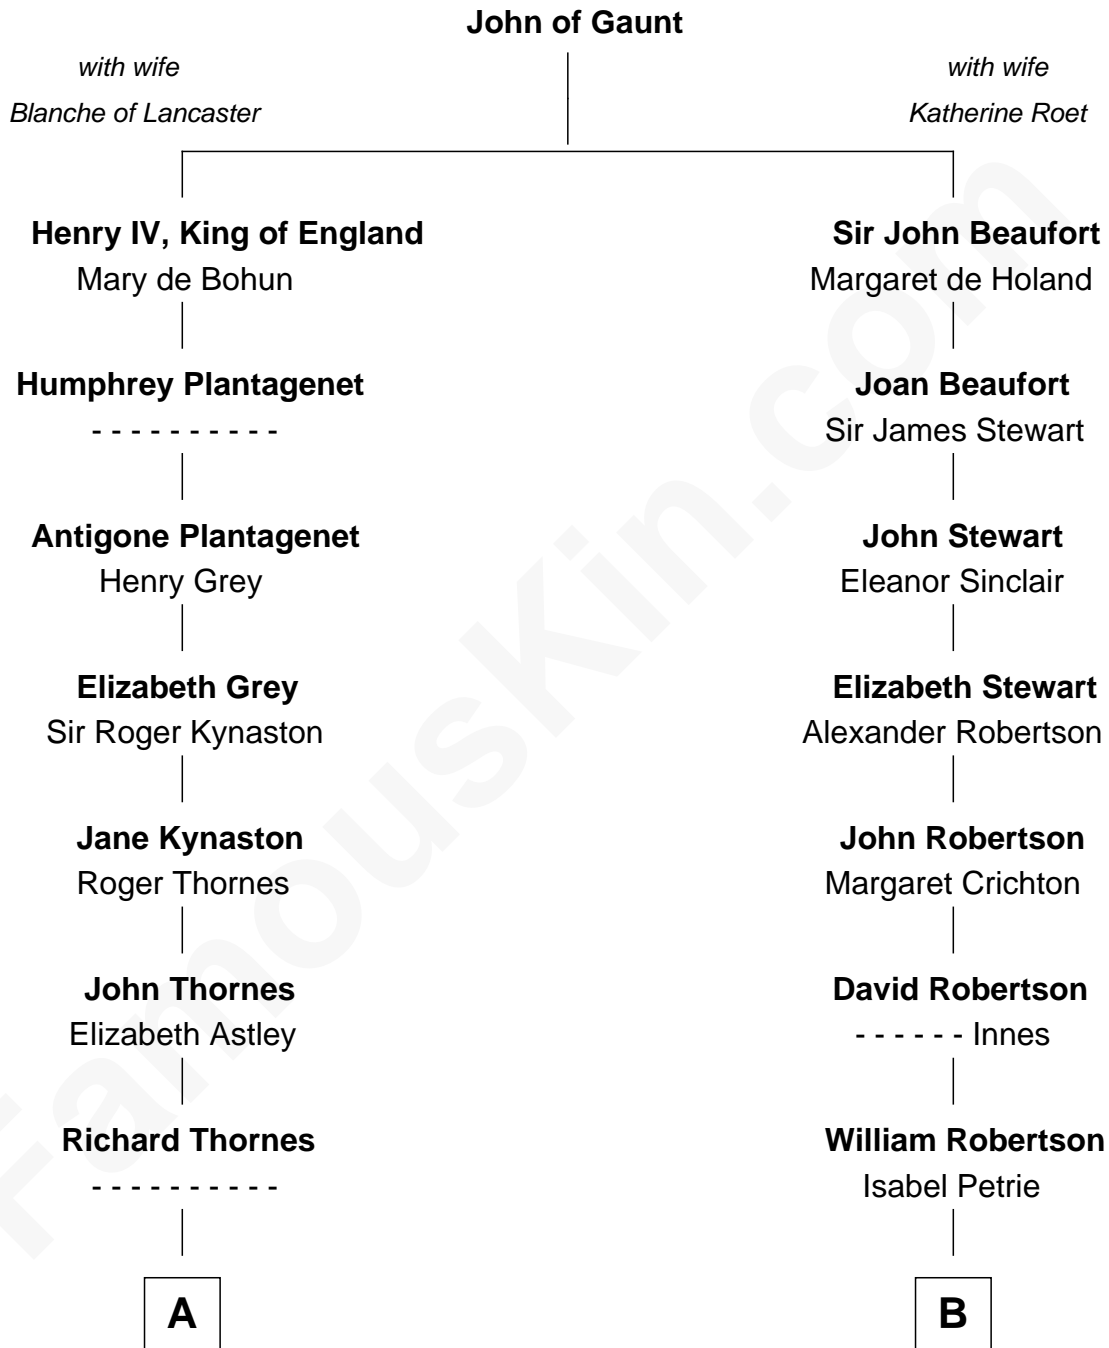 John of Gaunt
with wife
Blanche of Lancaster
with wife
Katherine Roet
Henry IV, King of England
Mary de Bohun
Sir John Beaufort
Margaret de Holand
Humphrey Plantagenet
- - - - - - - - - -
Joan Beaufort
Sir James Stewart
Antigone Plantagenet
Henry Grey
John Stewart
Eleanor Sinclair
Elizabeth Grey
Sir Roger Kynaston
Elizabeth Stewart
Alexander Robertson
Jane Kynaston
Roger Thornes
John Robertson
Margaret Crichton
John Thornes
Elizabeth Astley
David Robertson
- - - - - - Innes
Richard Thornes
- - - - - - - - - -
William Robertson
Isabel Petrie
A
B
FamousKin.com